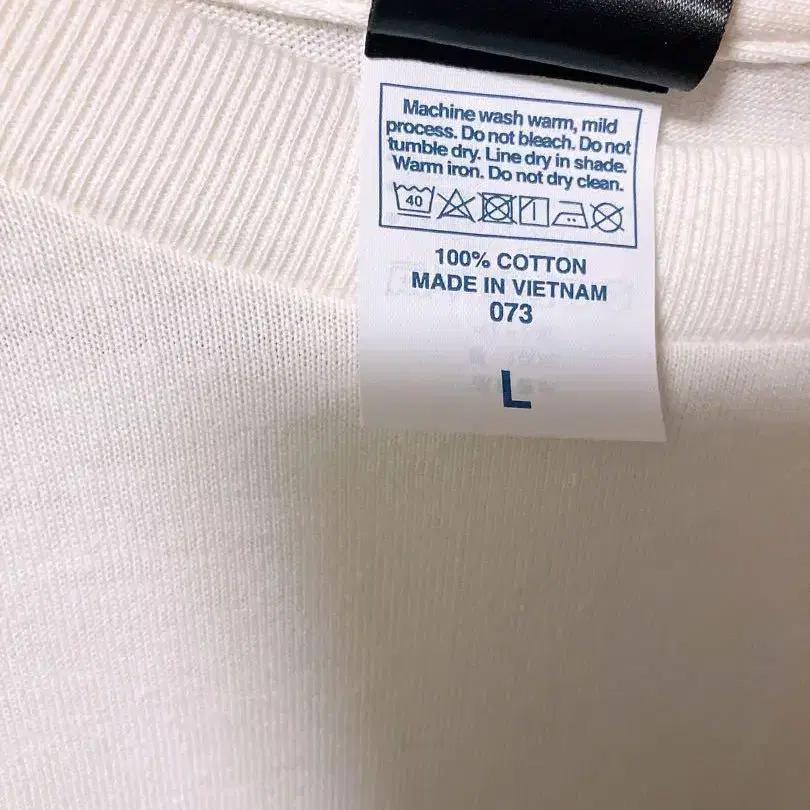 Machine wash warm, mild
process. Do not bleach. Do not
tumble dry. Line dry in shade.
Warm iron. Do not dry clean.
40
100% COTTON
MADE IN VIETNAM
073
L